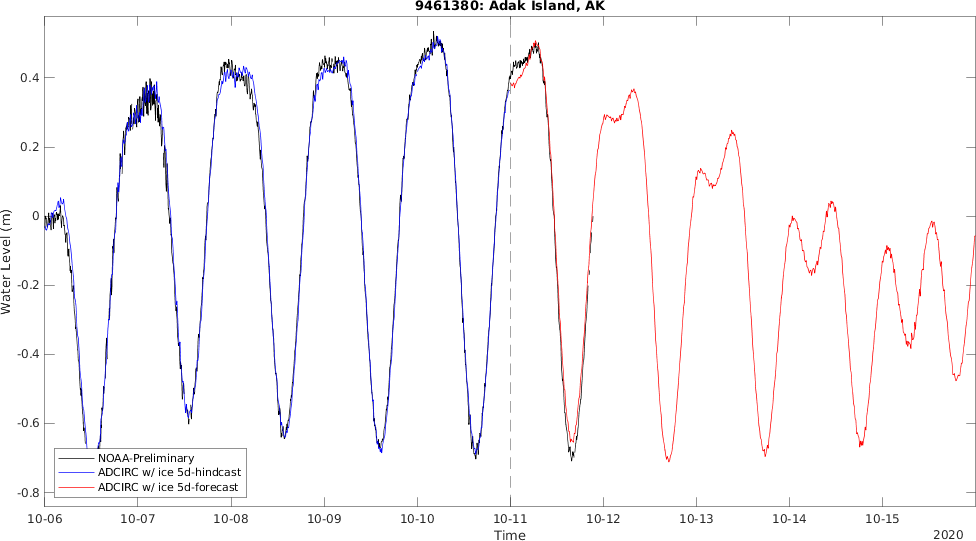 9461380: Adak Island, AK
0.4
0.2
0
-0.2
-0.4
-0.6
-0.8
Water Level (m)
NOAA-Preliminary
ADCIRC w/ ice 5d-hindcast
ADCIRC w/ ice 5d-forecast
10-06 10-07 10-08 10-09 10-10 10-11 10-12 10-13 10-14 10-15
Time
2020